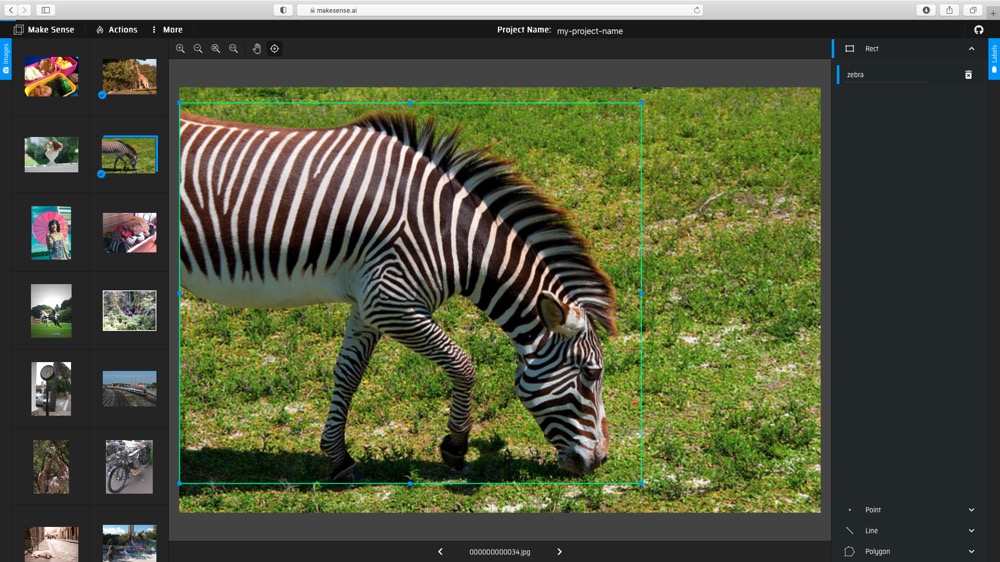 makesense.ai
Make Sense
Actions
More
Project Name: my-project-name
Images
Rect
Labels
zebra
Point
Line
Polygon
000000000034.jpg